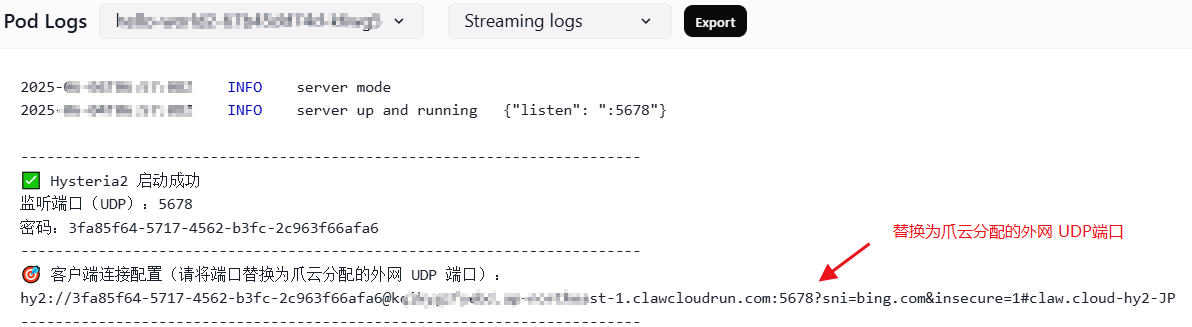 Pod Logs Streaming logs Export
2025- INFO server mode
2025- INFO server up and running {"listen": ":5678"}
--------------------------------------------------------------------------
✅ Hysteria2 启动成功
监听端口（UDP）：5678
密码：3fa85f64-5717-4562-b3fc-2c963f66afa6
--------------------------------------------------------------------------
替换为爪云分配的外网 UDP端口
🎯 客户端连接配置（请将端口替换为爪云分配的外网 UDP 端口）：
hy2://3fa85f64-5717-4562-b3fc-2c963f66afa6@ st-1.clawcloudrun.com:5678?sni=bing.com&insecure=1#claw.cloud-hy2-JP
--------------------------------------------------------------------------